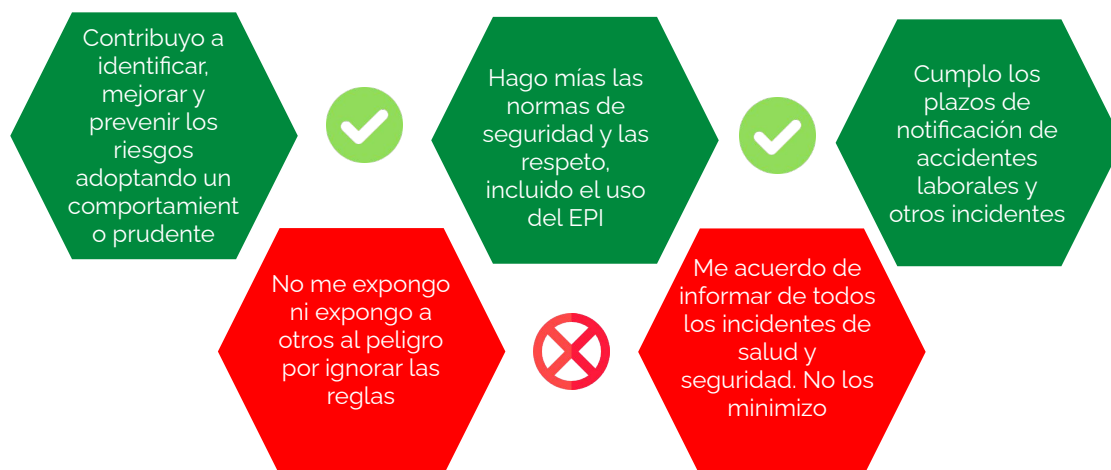 Contribuyo a
identificar,
mejorar y
prevenir los
riesgos
adoptando un
comportamient
o prudente
Hago mías las
normas de
seguridad y las
respeto,
incluido el uso
del EPI
Cumplo los
plazos de
notificación de
accidentes
laborales y
otros incidentes
No me expongo
ni expongo a
otros al peligro
por ignorar las
reglas
Me acuerdo de
informar de todos
los incidentes de
salud y
seguridad. No los
minimizo